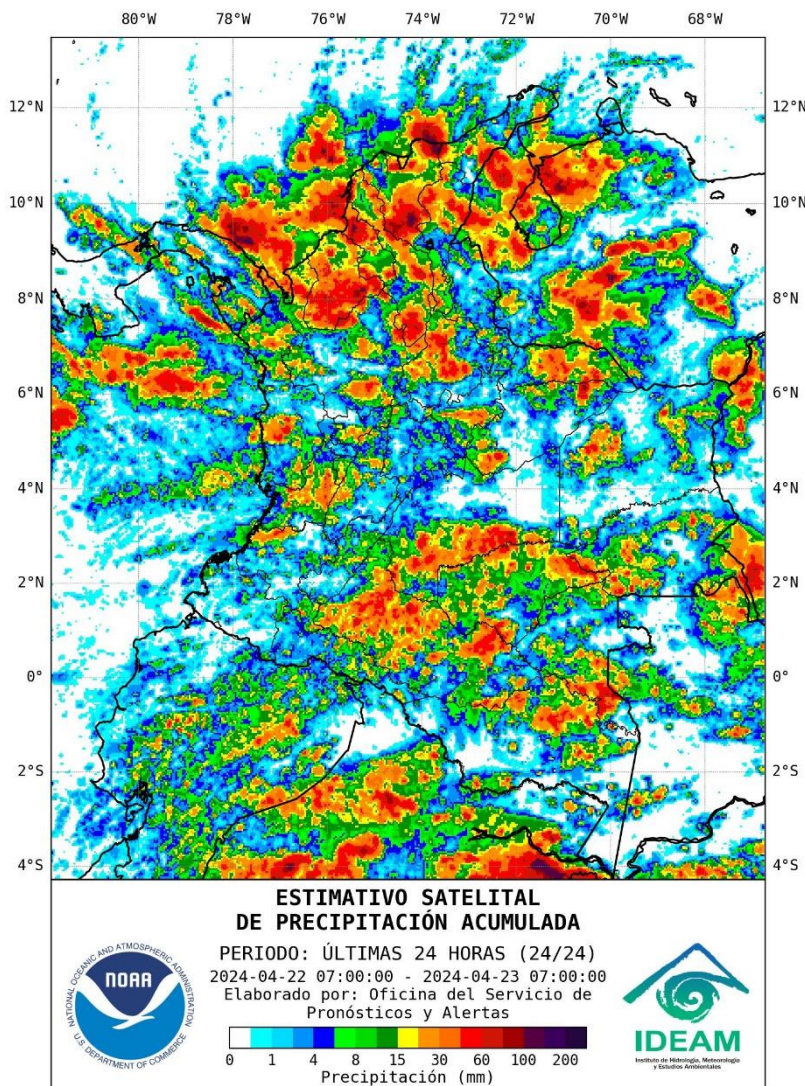 80°W 78°W 76°W 74°W 72°W 70°W 68°W
12°N 12°N
10°N 10°N
8°N 8°N
6°N 6°N
4°N 4°N
2°N 2°N
0° 0°
2°S 2°S
4°S 4°S
ESTIMATIVO SATELITAL
DE PRECIPITACIÓN ACUMULADA
PERIODO: ÚLTIMAS 24 HORAS (24/24)
2024-04-22 07:00:00 - 2024-04-23 07:00:00
Elaborado por: Oficina del Servicio de
Pronósticos y Alertas
0 1 4 8 15 30 60 100 200
Precipitación (mm)
NATIONAL OCEANIC AND ATMOSPHERIC ADMINISTRATION
NOAA
U.S. DEPARTMENT OF COMMERCE
IDEAM
Instituto de Hidrología, Meteorología
y Estudios Ambientales